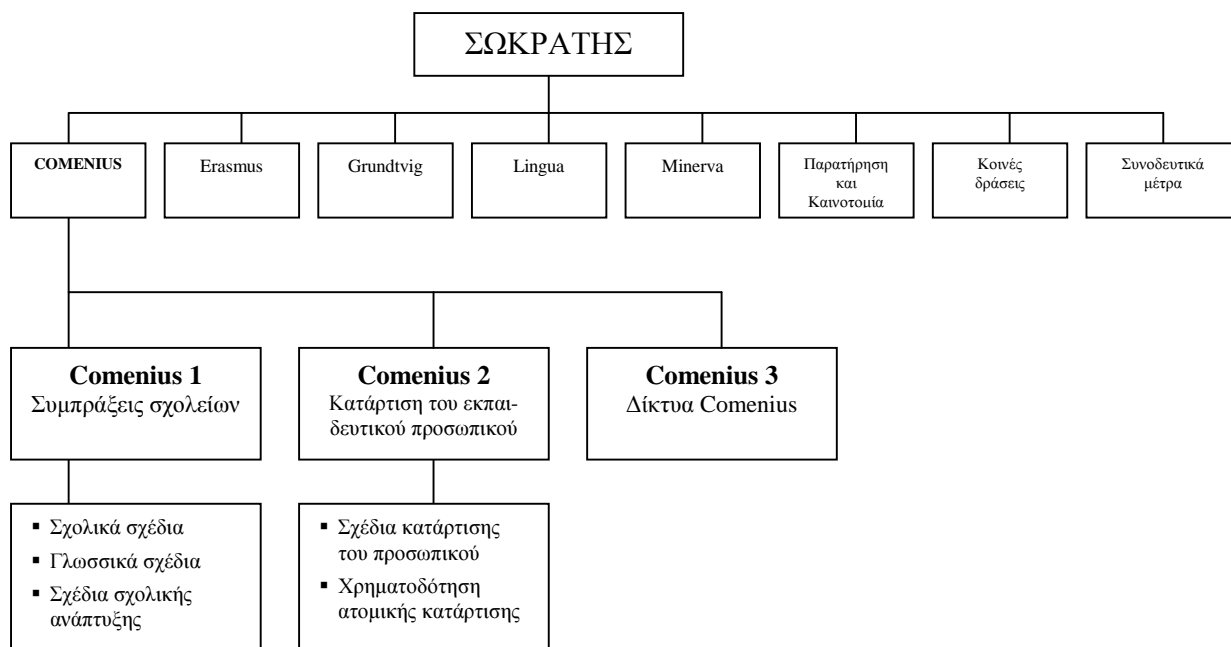 ΣΩΚΡΑΤΗΣ
COMENIUS
Erasmus
Grundtvig
Lingua
Minerva
Παρατήρηση
και
Καινοτομία
Κοινές
δράσεις
Συνοδευτικά
μέτρα
Comenius 1
Συμπράξεις σχολείων
Comenius 2
Κατάρτιση του εκπαι-
δευτικού προσωπικού
Comenius 3
Δίκτυα Comenius
▪ Σχολικά σχέδια
▪ Γλωσσικά σχέδια
▪ Σχέδια σχολικής
ανάπτυξης
▪ Σχέδια κατάρτισης
του προσωπικού
▪ Χρηματοδότηση
ατομικής κατάρτισης